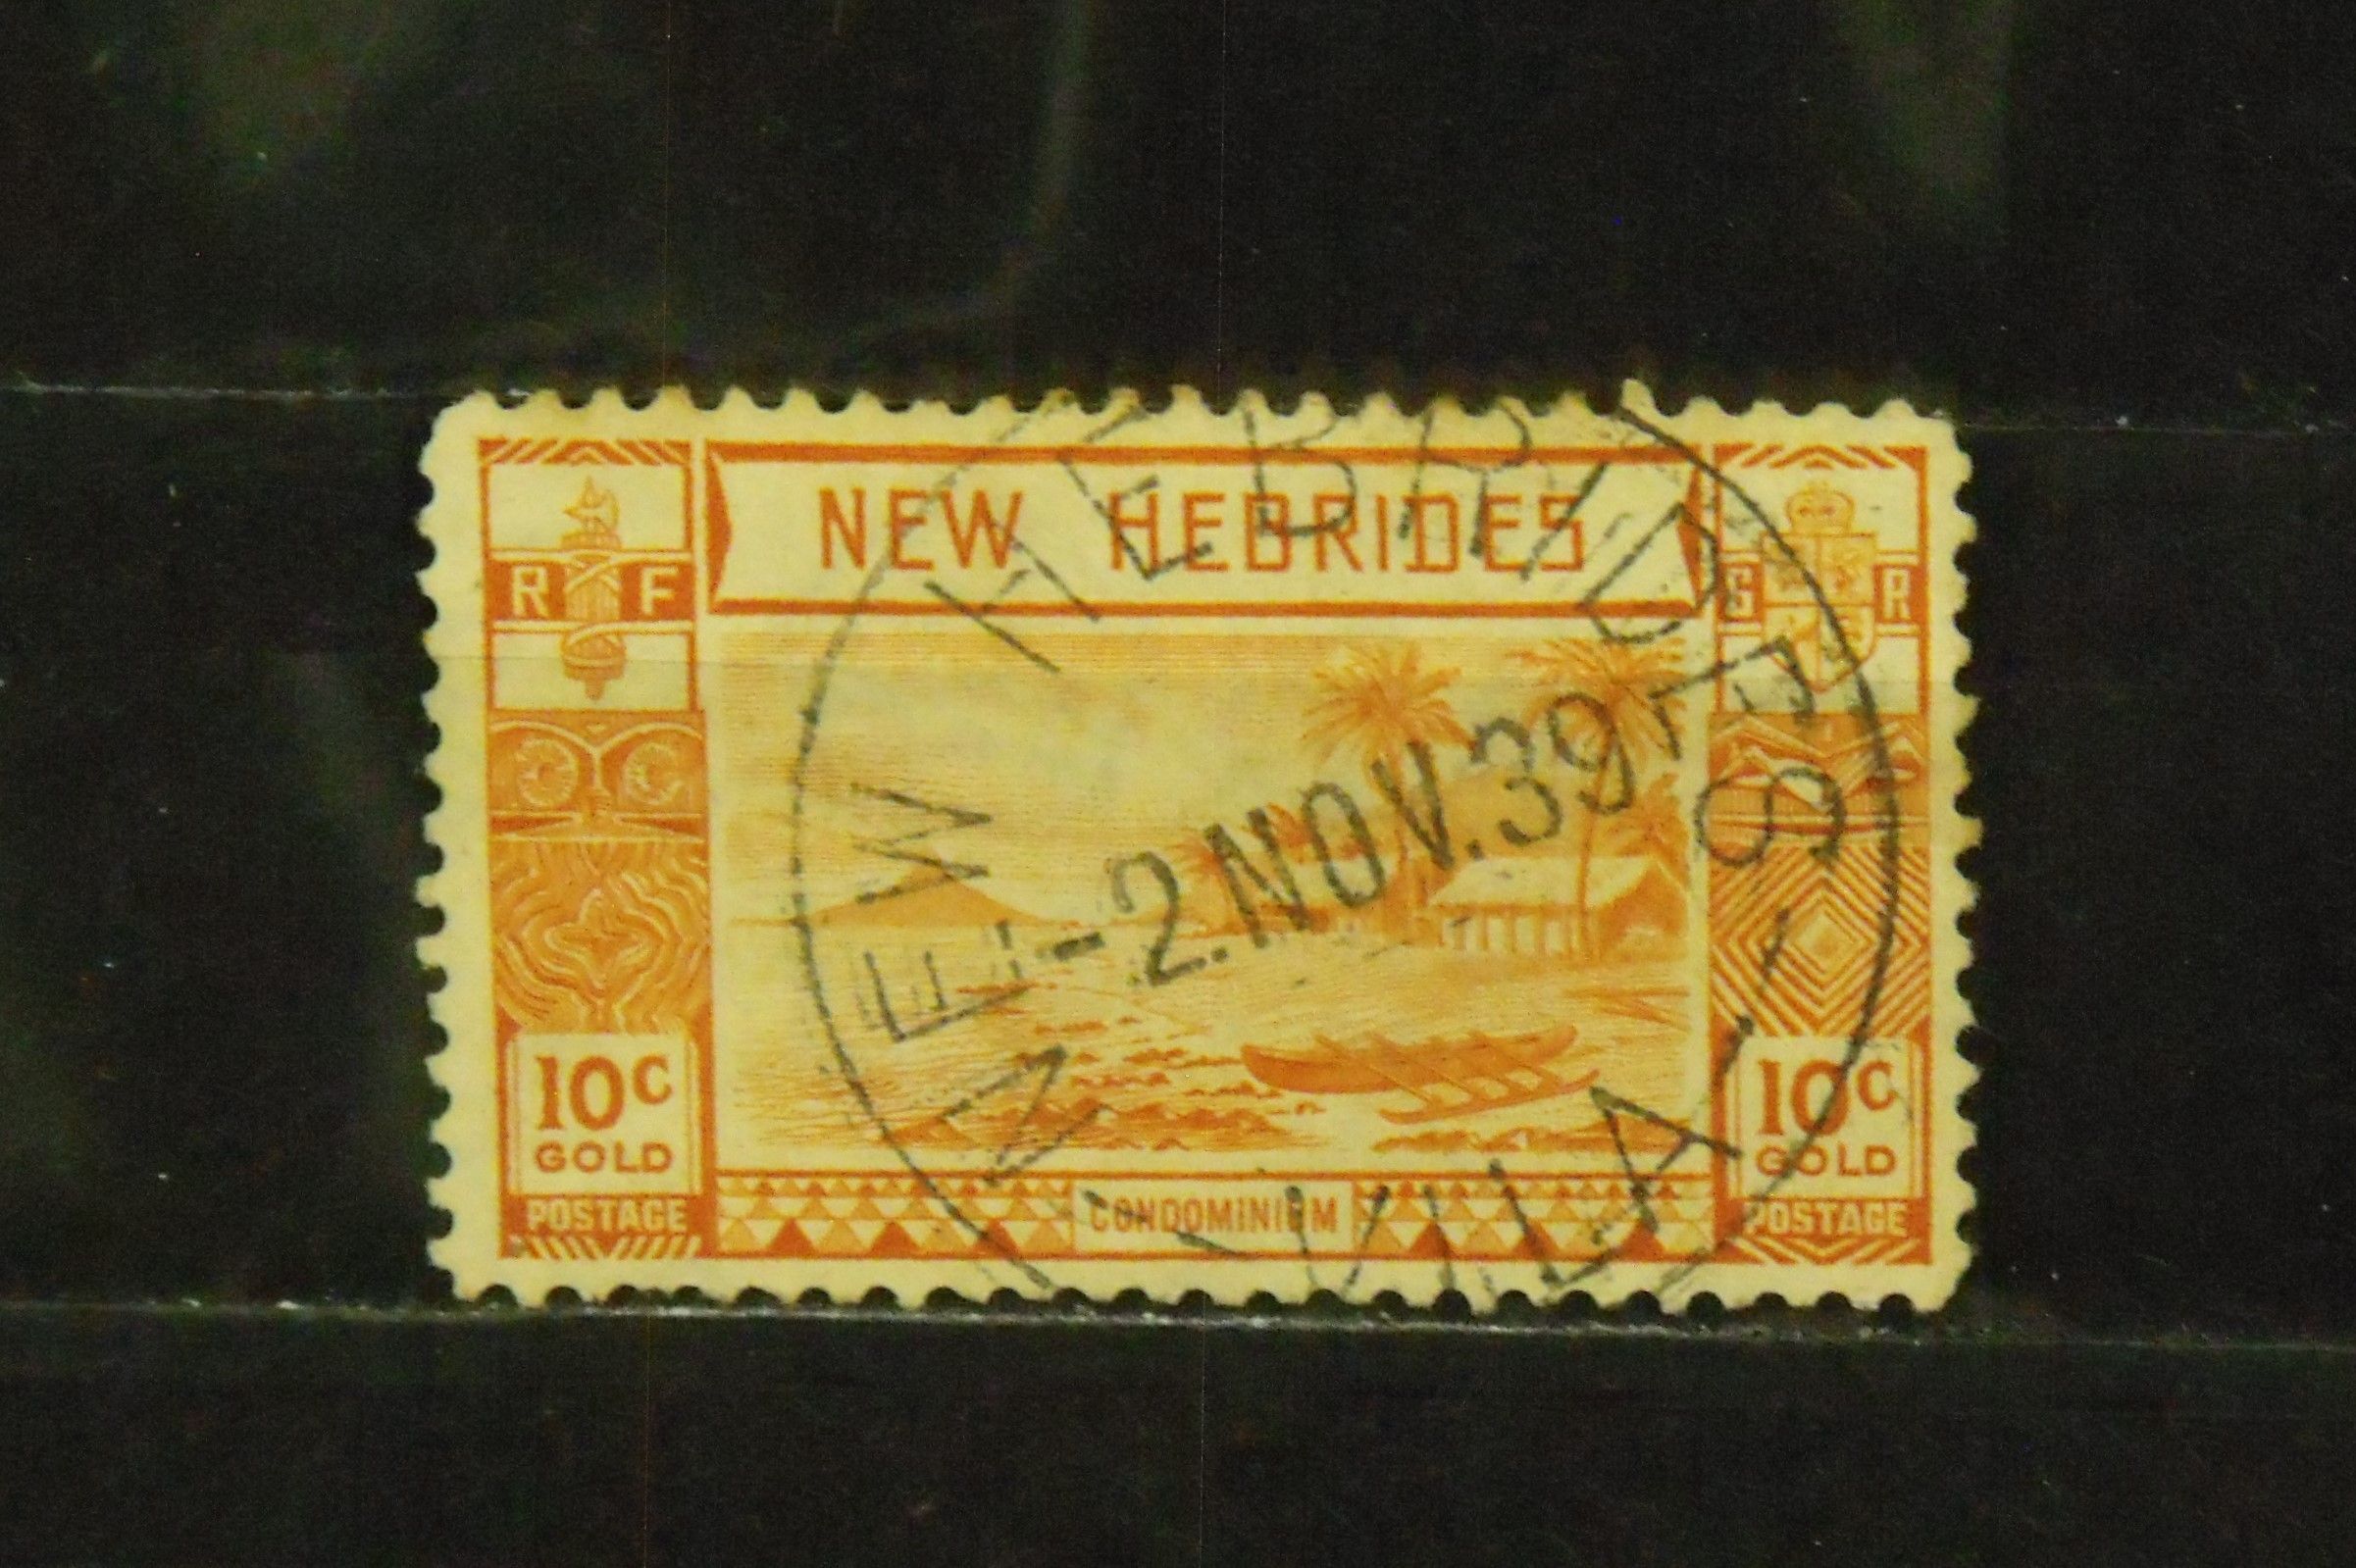 NEW HEBRIDES
R F
G R
NEW HEBRIDES
-2.NOV.39
VILA
10c
GOLD
POSTAGE
CONDOMINIUM
10c
GOLD
POSTAGE